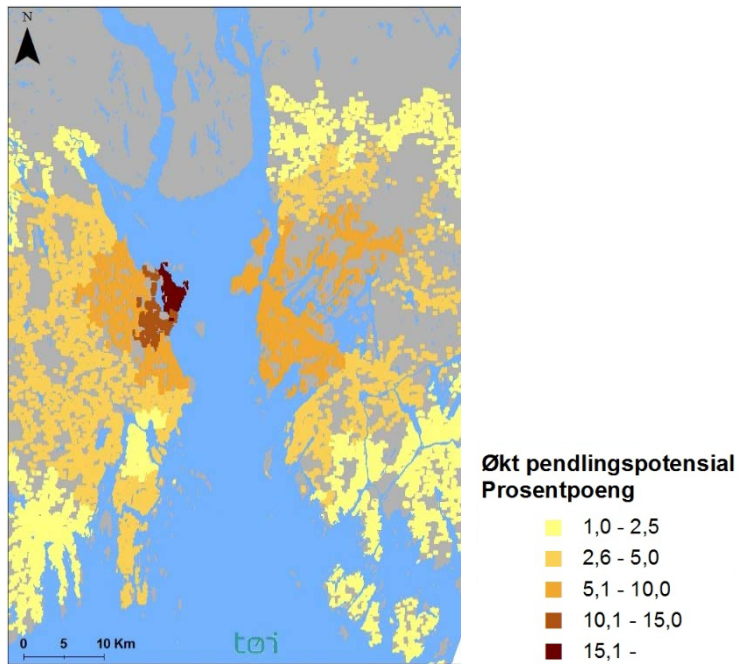 N
Økt pendlingspotensial
Prosentpoeng
1,0 - 2,5
2,6 - 5,0
5,1 - 10,0
10,1 - 15,0
15,1 -
0 5 10 Km
tøi